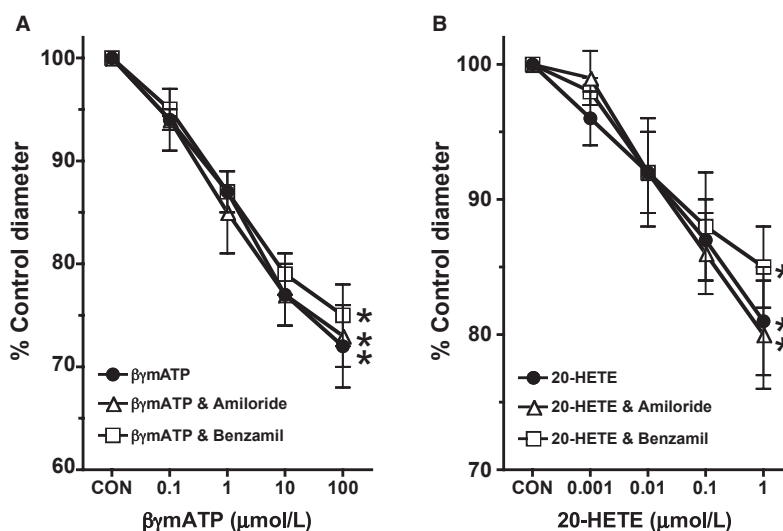 A
% Control diameter
100
90
80
70
60
βγmATP
βγmATP & Amiloride
βγmATP & Benzamil
*
*
*
CON 0.1 1 10 100
βγmATP (μmol/L)
B
% Control diameter
100
90
80
70
20-HETE
20-HETE & Amiloride
20-HETE & Benzamil
*
*
*
CON 0.001 0.01 0.1 1
20-HETE (μmol/L)